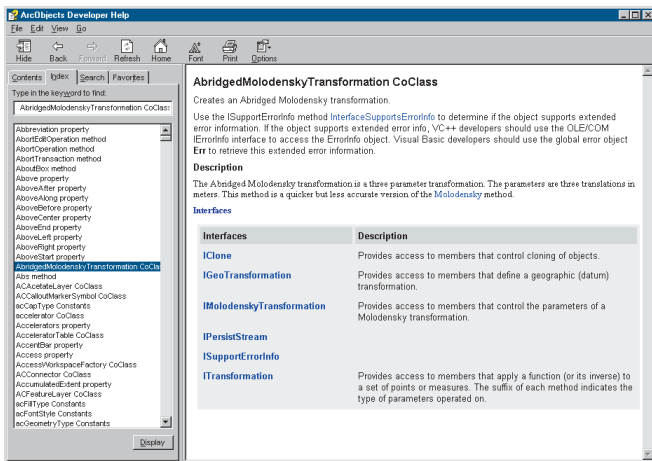 ArcObjects Developer Help
File Edit View Go
Hide Back Forward Refresh Home Font Print Options
Contents Index Search Favorites
Type in the keyword to find:
AbridgedMolodenskyTransformation CoClass
Abbreviation property
AbortEditOperation method
AbortOperation method
AbortTransaction method
AboutBox method
Above property
AboveAfter property
AboveAlong property
AboveBefore property
AboveCenter property
AboveEnd property
AboveLeft property
AboveRight property
AboveStart property
AbridgedMolodenskyTransformation CoCla
Abs method
ACAcetateLayer CoClass
ACCalloutMarkerSymbol CoClass
acCapType Constants
accelerator CoClass
Accelerators property
AcceleratorTable CoClass
AccentBar property
Access property
AccessWorkspaceFactory CoClass
ACConnector CoClass
AccumulatedExtent property
ACFeatureLayer CoClass
acFillType Constants
acFontStyle Constants
acGeometryType Constants
Display
AbridgedMolodenskyTransformation CoClass
Creates an Abridged Molodensky transformation.
Use the ISupportErrorInfo method InterfaceSupportsErrorInfo to determine if the object supports extended
error information. If the object supports extended error info, VC++ developers should use the OLE/COM
IErrorInfo interface to access the ErrorInfo object. Visual Basic developers should use the global error object
Err to retrieve this extended error information.
Description
The Abridged Molodensky transformation is a three parameter transformation. The parameters are three translations in
meters. This method is a quicker but less accurate version of the Molodensky method.
Interfaces
Interfaces Description
IClone Provides access to members that control cloning of objects.
IGeoTransformation Provides access to members that define a geographic (datum)
transformation.
IMolodenskyTransformation Provides access to members that control the parameters of a
Molodensky transformation.
IPersistStream
ISupportErrorInfo
ITransformation Provides access to members that apply a function (or its inverse) to
a set of points or measures. The suffix of each method indicates the
type of parameters operated on.